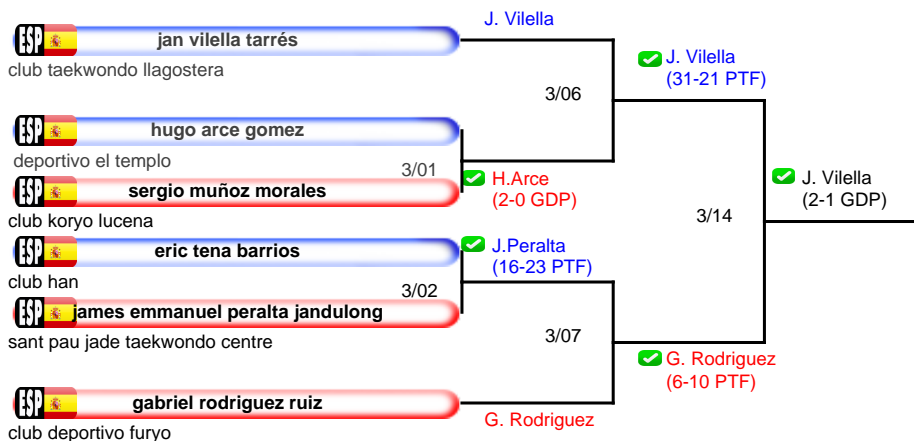 J. Vilella
ESP jan vilella tarrés
club taekwondo llagostera
J. Vilella
(31-21 PTF)
3/06
ESP hugo arce gomez
deportivo el templo
3/01
H.Arce
(2-0 GDP)
ESP sergio muñoz morales
club koryo lucena
J. Vilella
(2-1 GDP)
3/14
ESP eric tena barrios
club han
J.Peralta
(16-23 PTF)
3/02
ESP james emmanuel peralta jandulong
sant pau jade taekwondo centre
3/07
G. Rodriguez
(6-10 PTF)
ESP gabriel rodriguez ruiz
club deportivo furyo
G. Rodriguez